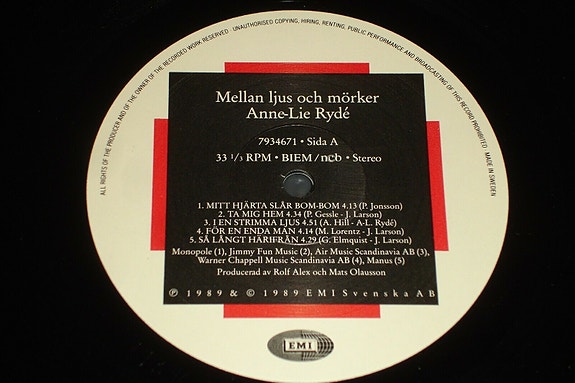 ALL RIGHTS OF THE PRODUCER AND OF THE OWNER OF THE RECORDED WORK RESERVED · UNAUTHORISED COPYING, HIRING, RENTING, PUBLIC PERFORMANCE AND BROADCASTING OF THIS RECORD PROHIBITED · MADE IN SWEDEN
Mellan ljus och mörker
Anne-Lie Rydé
7934671 • Sida A
33 1/3 RPM • BIEM / ncb • Stereo
1. MITT HJÄRTA SLÅR BOM-BOM 4.13 (P. Jonsson)
2. TA MIG HEM 4.34 (P. Gessle - J. Larson)
3. I EN STRIMMA LJUS 4.51 (A. Hill - A-L. Rydé)
4. FÖR EN ENDA MÅN 4.14 (M. Lorentz - J. Larson)
5. SÅ LÅNGT HÄRIFRÅN 4.29 (G. Elmquist - J. Larson)
Monopole (1), Jimmy Fun Music (2), Air Music Scandinavia AB (3),
Warner Chappell Music Scandinavia AB (4), Manus (5)
Producerad av Rolf Alex och Mats Olausson
℗ 1989 & © 1989 EMI Svenska AB
EMI